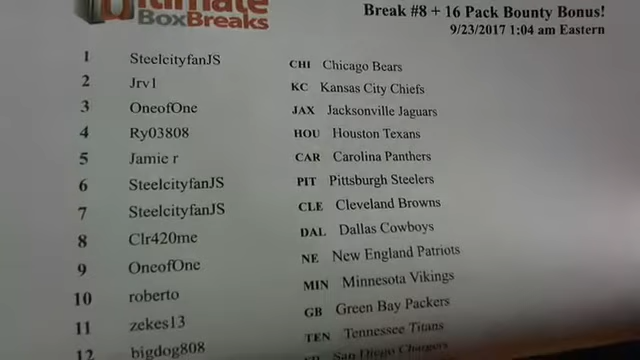 Ultimate
BoxBreaks
Break #8 + 16 Pack Bounty Bonus!
9/23/2017 1:04 am Eastern
1 SteelcityfanJS CHI Chicago Bears
2 Jrv1 KC Kansas City Chiefs
3 OneofOne JAX Jacksonville Jaguars
4 Ry03808 HOU Houston Texans
5 Jamie r CAR Carolina Panthers
6 SteelcityfanJS PIT Pittsburgh Steelers
7 SteelcityfanJS CLE Cleveland Browns
8 Clr420me DAL Dallas Cowboys
9 OneofOne NE New England Patriots
10 roberto MIN Minnesota Vikings
11 zekes13 GB Green Bay Packers
12 bigdog808 TEN Tennessee Titans
San Diego Chargers